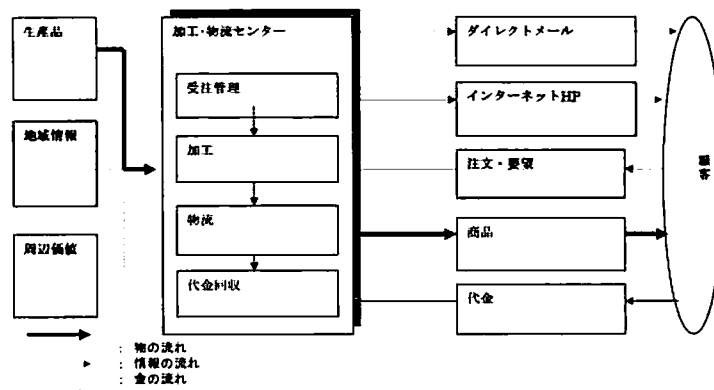 生産品
加工・物流センター
ダイレクトメール
受注管理
インターネットHP
地域情報
加工
注文・要望
顧客
物流
商品
周辺価値
代金回収
代金
: 物の流れ
: 情報の流れ
: 金の流れ